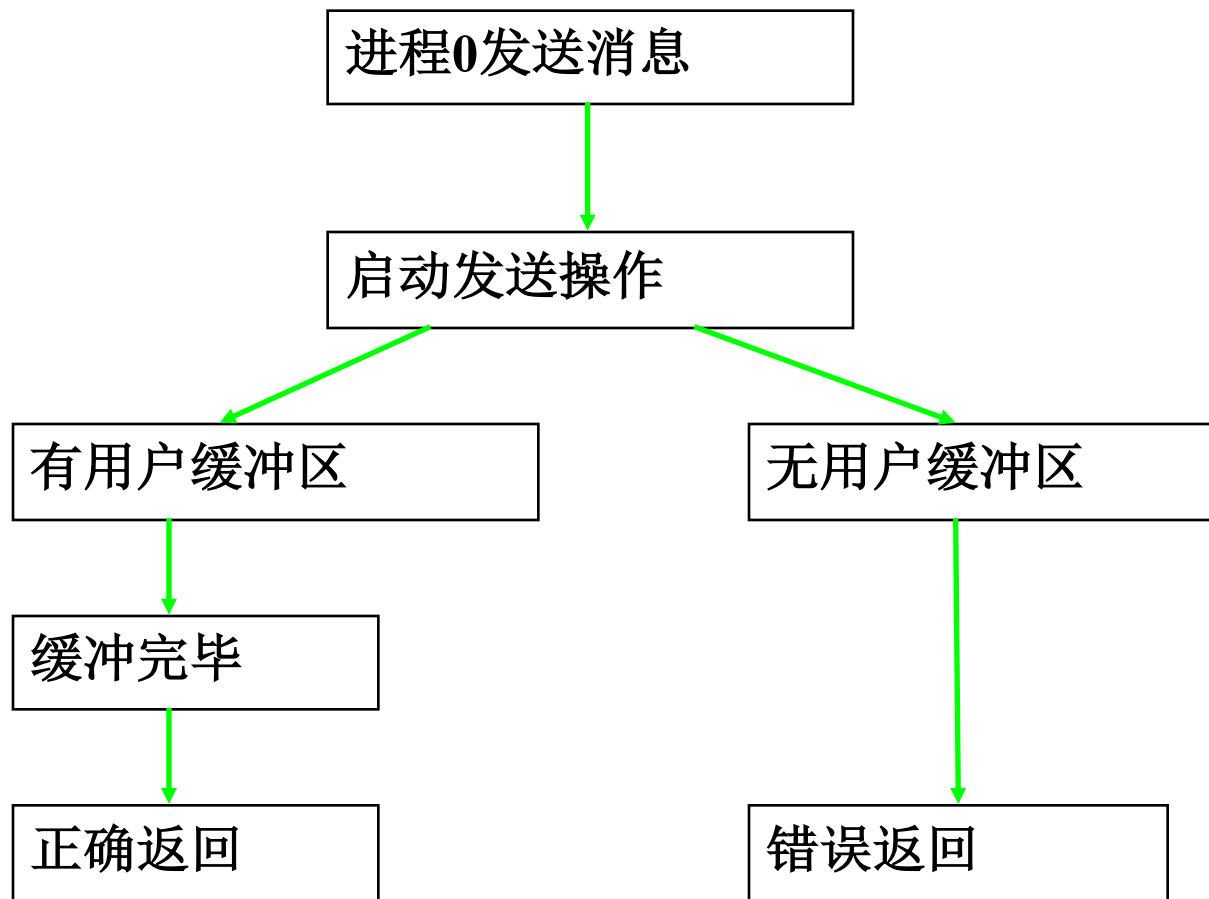 进程0发送消息
启动发送操作
有用户缓冲区
无用户缓冲区
缓冲完毕
正确返回
错误返回